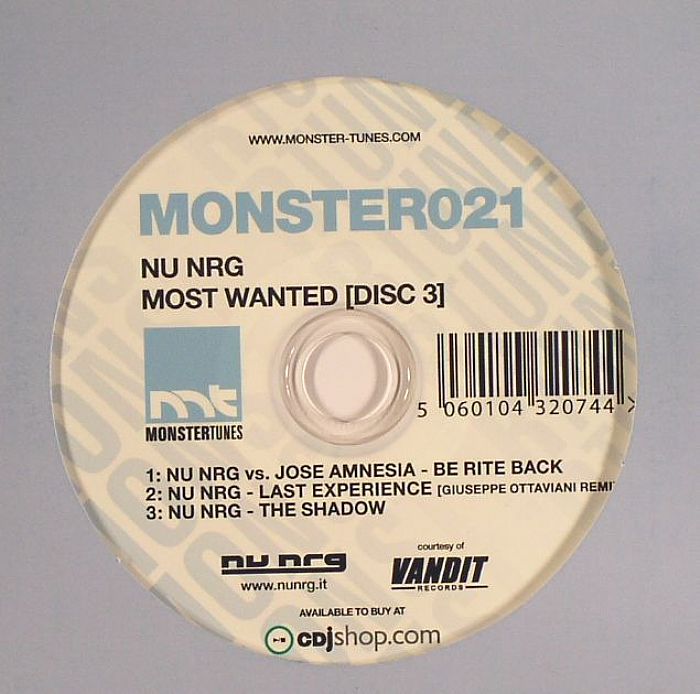 WWW.MONSTER-TUNES.COM
MONSTER021
NU NRG
MOST WANTED [DISC 3]
mt
MONSTERTUNES
5 060104 320744 >
1: NU NRG vs. JOSE AMNESIA - BE RITE BACK
2: NU NRG - LAST EXPERIENCE [GIUSEPPE OTTAVIANI REMI
3: NU NRG - THE SHADOW
nu nrg
www.nunrg.it
courtesy of
VANDIT
RECORDS
AVAILABLE TO BUY AT
CDjshop.com